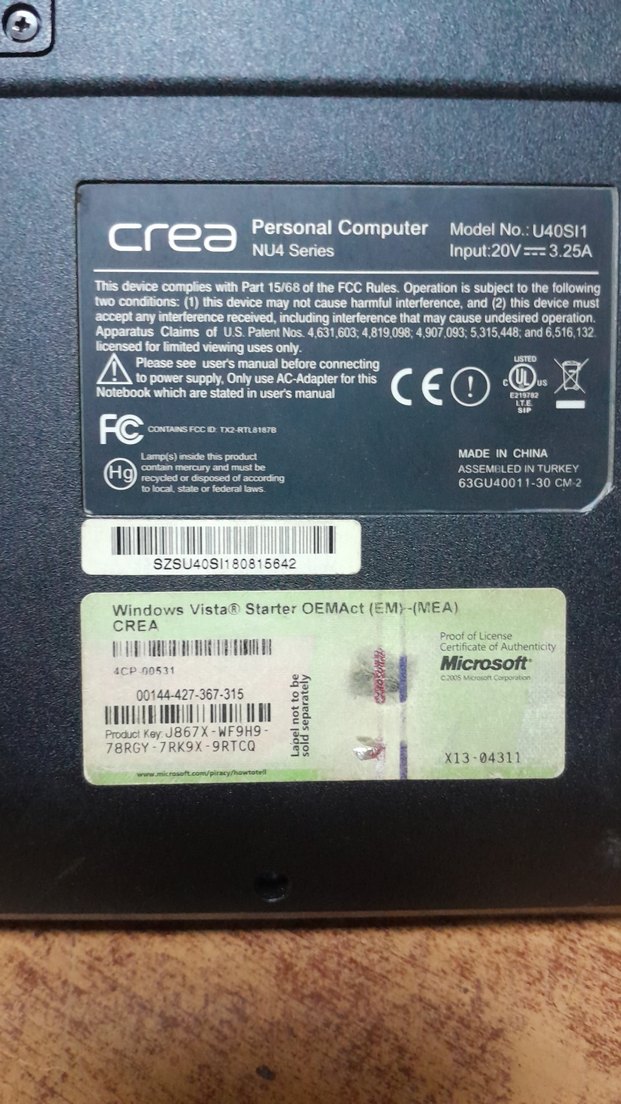 crea Personal Computer Model No.: U40SI1
NU4 Series Input:20V 3.25A
This device complies with Part 15/68 of the FCC Rules. Operation is subject to the following
two conditions: (1) this device may not cause harmful interference, and (2) this device must
accept any interference received, including interference that may cause undesired operation.
Apparatus Claims of U.S. Patent Nos. 4,631,603; 4,819,098; 4,907,093; 5,315,448; and 6,516,132.
licensed for limited viewing uses only.
Please see user's manual before connecting
to power supply, Only use AC-Adapter for this
Notebook which are stated in user's manual
CE
LISTED
C UL US
E219782
I.T.E.
SIP
FC CONTAINS FCC ID: TX2-RTL8187B
Hg
Lamp(s) inside this product
contain mercury and must be
recycled or disposed of according
to local, state or federal laws.
MADE IN CHINA
ASSEMBLED IN TURKEY
63GU40011-30 CM-2
SZSU40SI180815642
Windows Vista® Starter OEMAct (EM)-(MEA)
CREA
4CP-00531
00144-427-367-315
Product Key: J867X-WF9H9-
78RGY-7RK9X-9RTCQ
www.microsoft.com/piracy/howtotell
Label not to be
sold separately
Proof of License
Certificate of Authenticity
Microsoft®
©2005 Microsoft Corporation
X13-04311